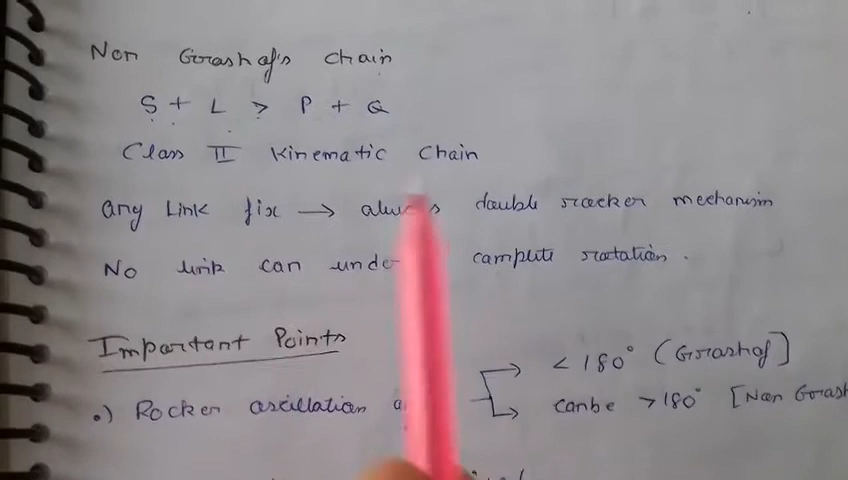 Non Grashof's chain
S + L > P + Q
Class II Kinematic chain
any Link fix → always double rocker mechanism
No link can complete rotation.
Important Points
•) Rocker oscillation < 180° (Grashof]
canbe > 180° [Non Grash